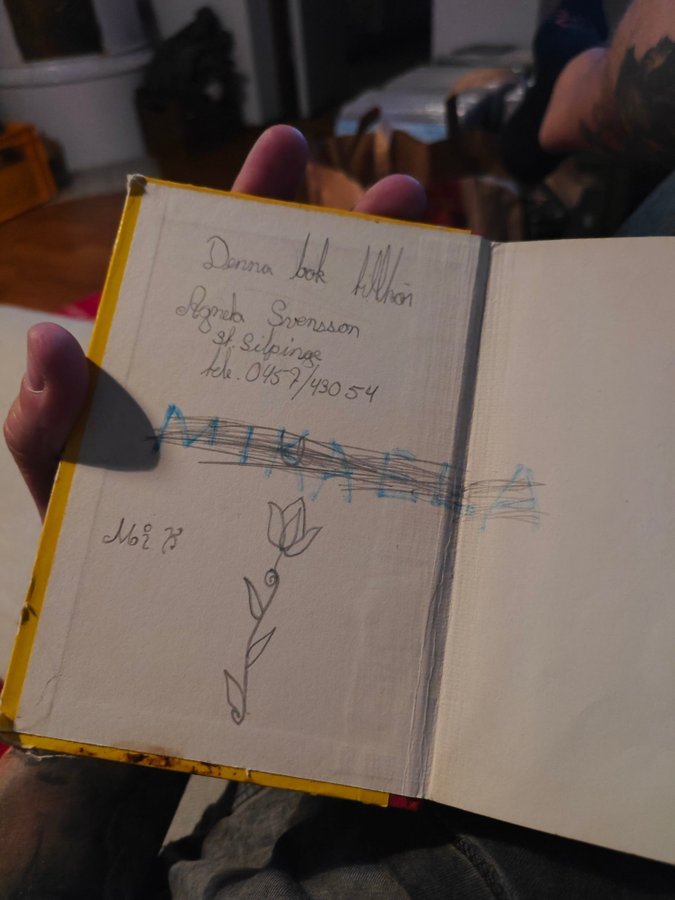 Denna bok tillhör
Agneta Svensson
St. Silpinge
tele. 0457/430 54
MIKAELA